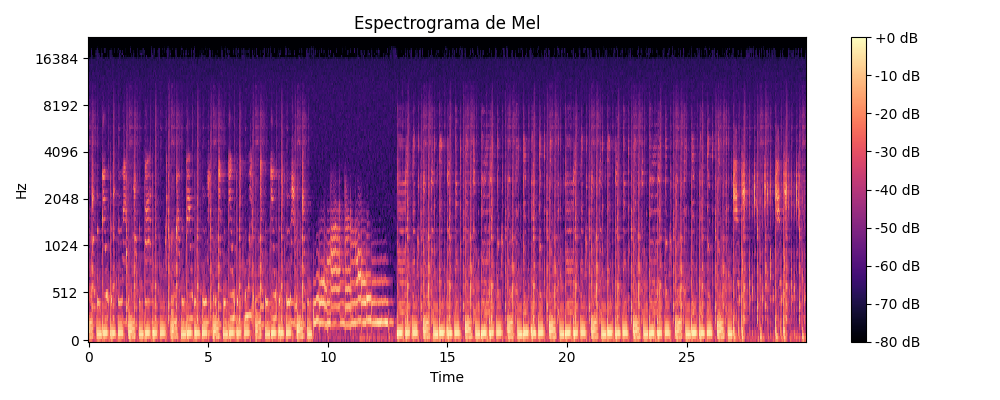 Espectrograma de Mel
Hz
16384
8192
4096
2048
1024
512
0
0 5 10 15 20 25
Time
+0 dB
-10 dB
-20 dB
-30 dB
-40 dB
-50 dB
-60 dB
-70 dB
-80 dB